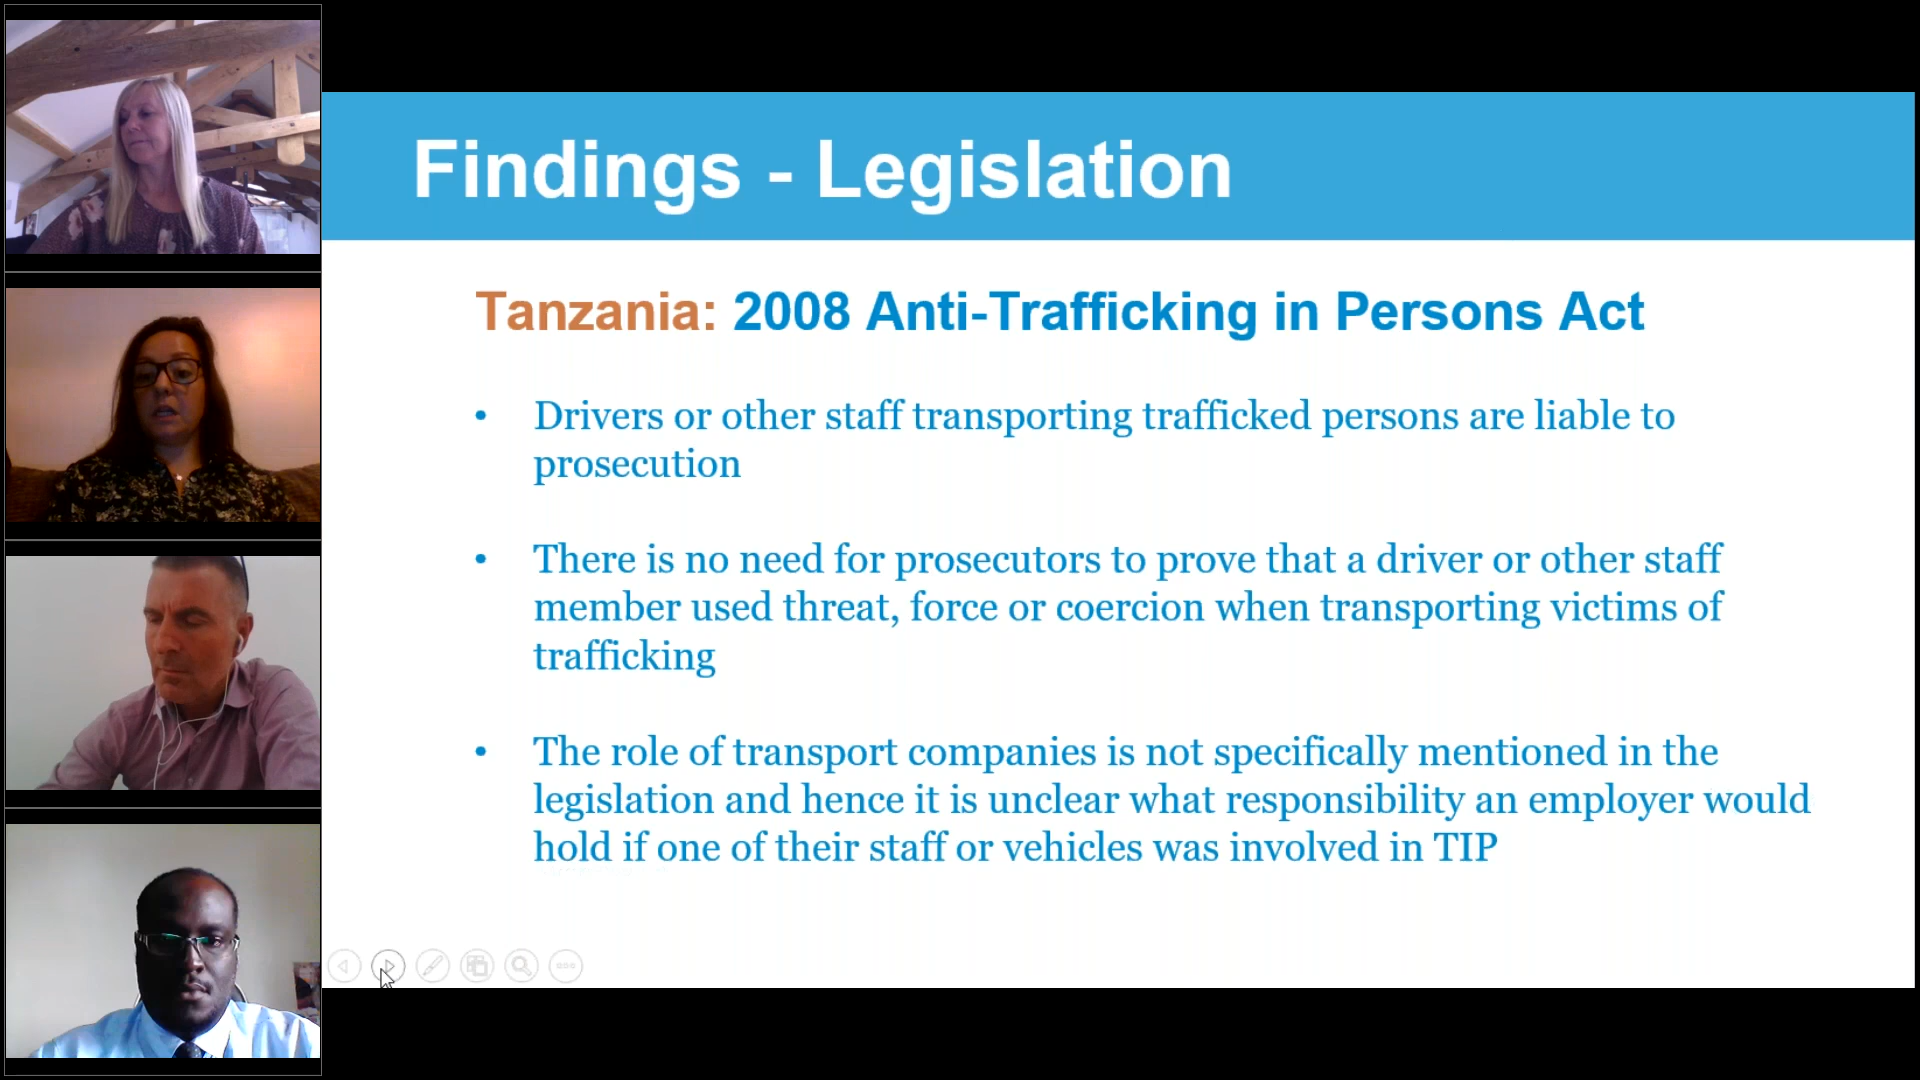 Findings - Legislation
Tanzania: 2008 Anti-Trafficking in Persons Act
• Drivers or other staff transporting trafficked persons are liable to
prosecution
• There is no need for prosecutors to prove that a driver or other staff
member used threat, force or coercion when transporting victims of
trafficking
• The role of transport companies is not specifically mentioned in the
legislation and hence it is unclear what responsibility an employer would
hold if one of their staff or vehicles was involved in TIP